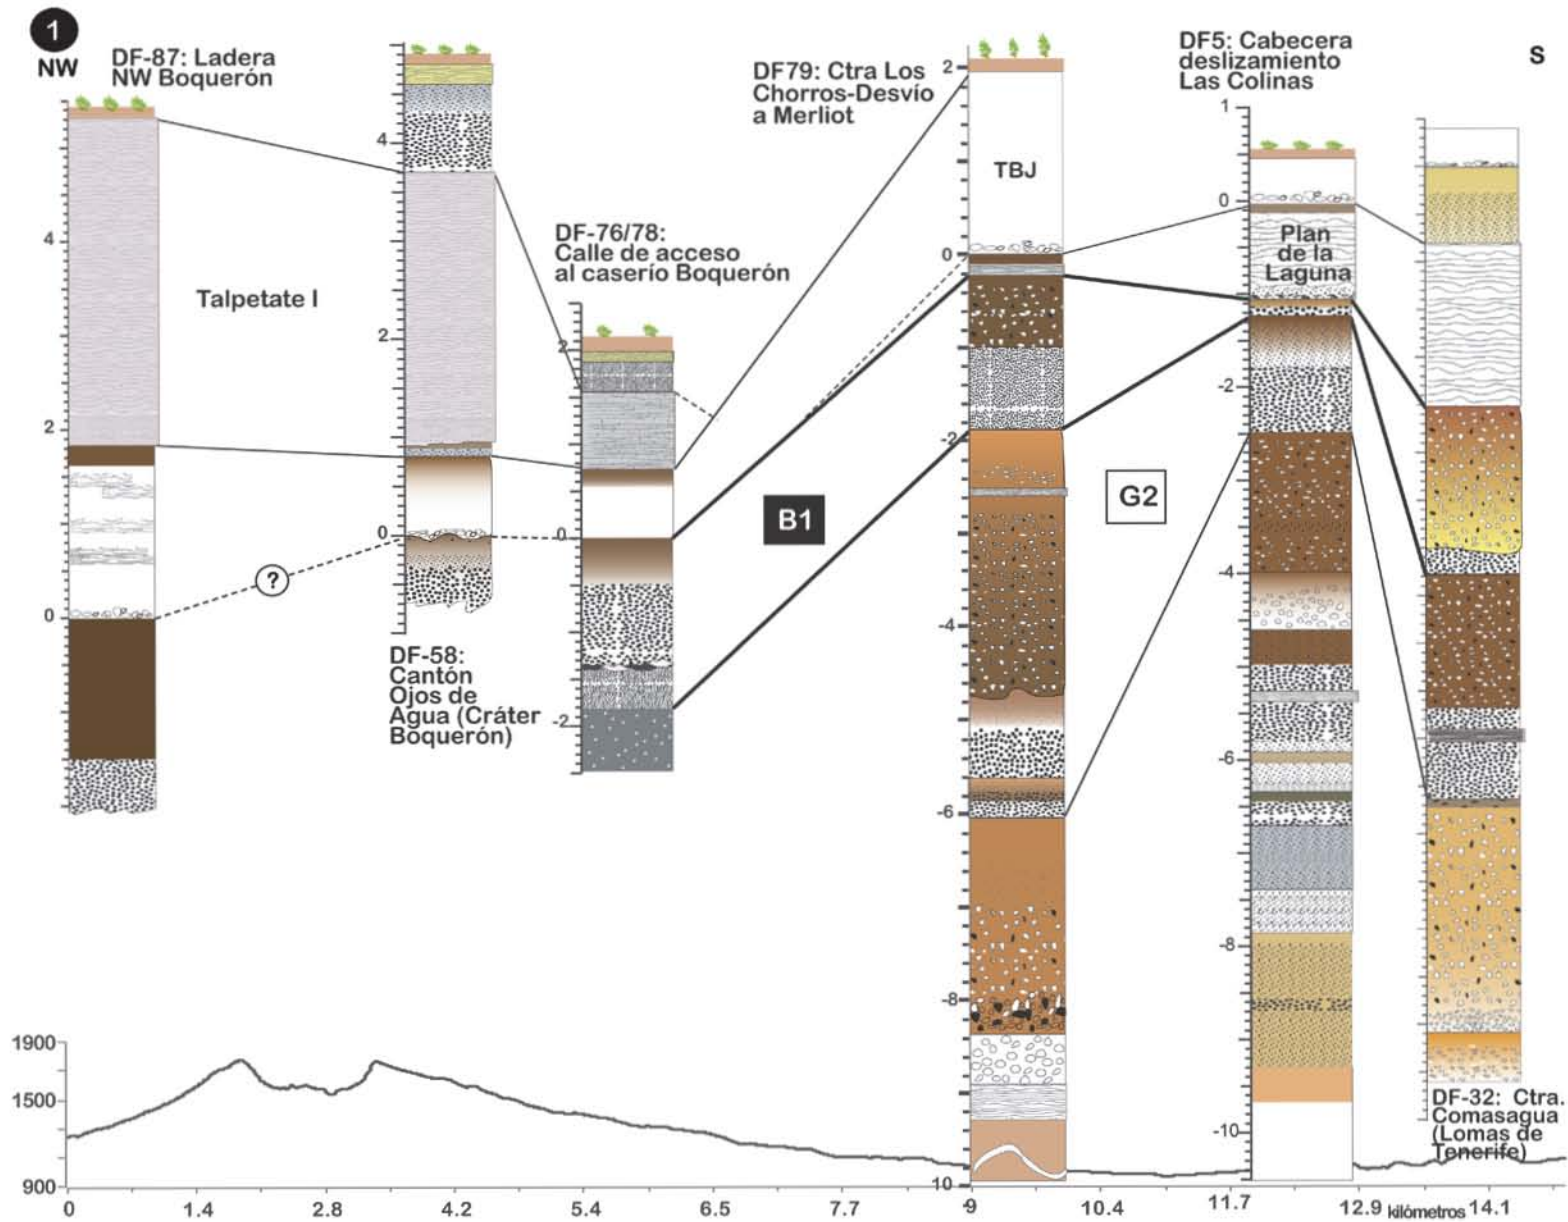 1
NW
DF-87: Ladera
NW Boquerón
DF79: Ctra Los
Chorros-Desvío
a Merliot
DF5: Cabecera
deslizamiento
Las Colinas
S
DF-76/78:
Calle de acceso
al caserío Boquerón
Talpetate I
TBJ
Plan
de la
Laguna
B1
G2
?
DF-58:
Cantón
Ojos de
Agua (Cráter
Boquerón)
DF-32: Ctra.
Comasagua
(Lomas de
Tenerife)
4
2
0
4
2
0
2
0
-2
2
0
-2
-4
-6
-8
10
1
0
-2
-4
-6
-8
-10
1900
1500
900
0 1.4 2.8 4.2 5.4 6.5 7.7 9 10.4 11.7 12.9 kilómetros 14.1